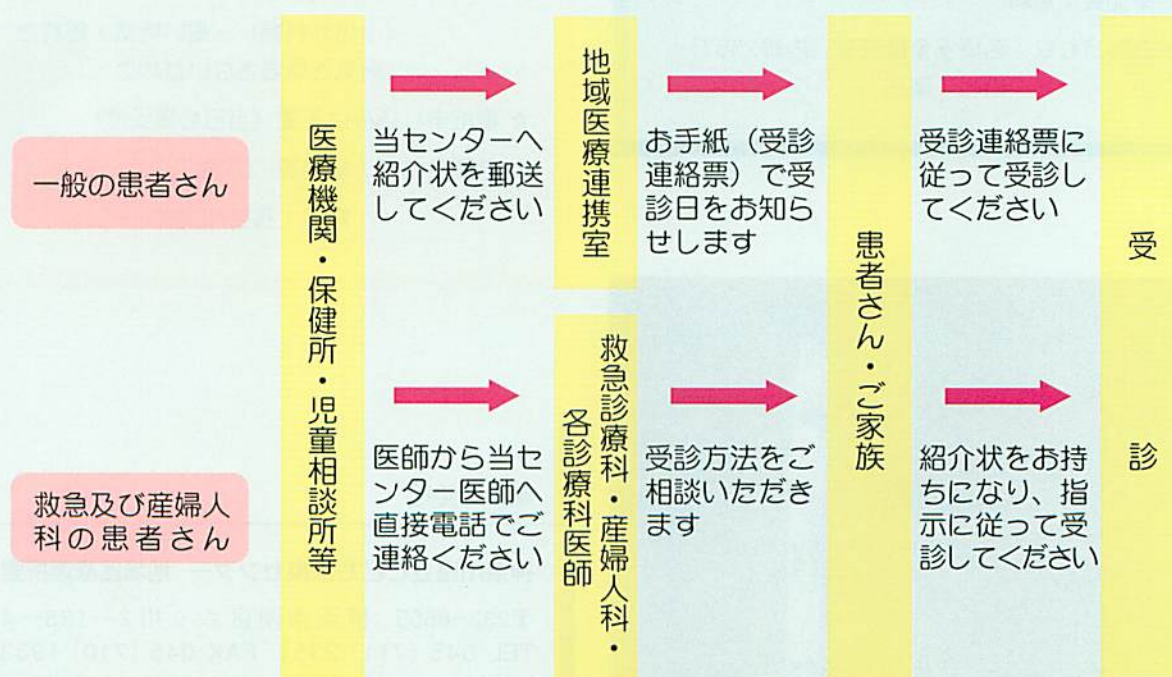 一般の患者さん
医療機関・保健所・児童相談所等
当センターへ
紹介状を郵送
してください
地域医療連携室
お手紙（受診
連絡票）で受
診日をお知ら
せします
患者さん・ご家族
受診連絡票に
従って受診し
てください
受診
救急及び産婦人
科の患者さん
医師から当セ
ンター医師へ
直接電話でご
連絡ください
救急診療科・産婦人科・
各診療科医師
受診方法をご
相談いただき
ます
紹介状をお持
ちになり、指
示に従って受
診してください